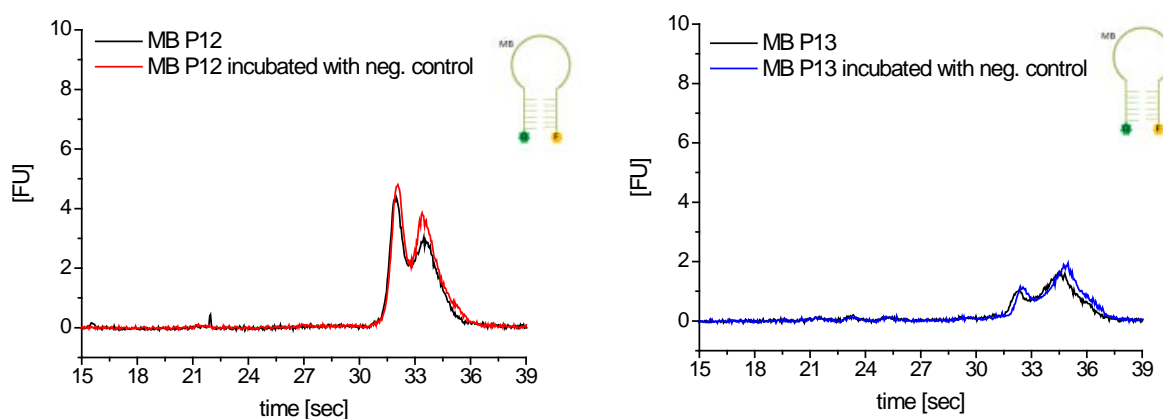 10
MB P12
MB P12 incubated with neg. control
MB
Q
F
8
6
4
2
0
[FU]
15 18 21 24 27 30 33 36 39
time [sec]
10
MB P13
MB P13 incubated with neg. control
MB
Q
F
8
6
4
2
0
[FU]
15 18 21 24 27 30 33 36 39
time [sec]